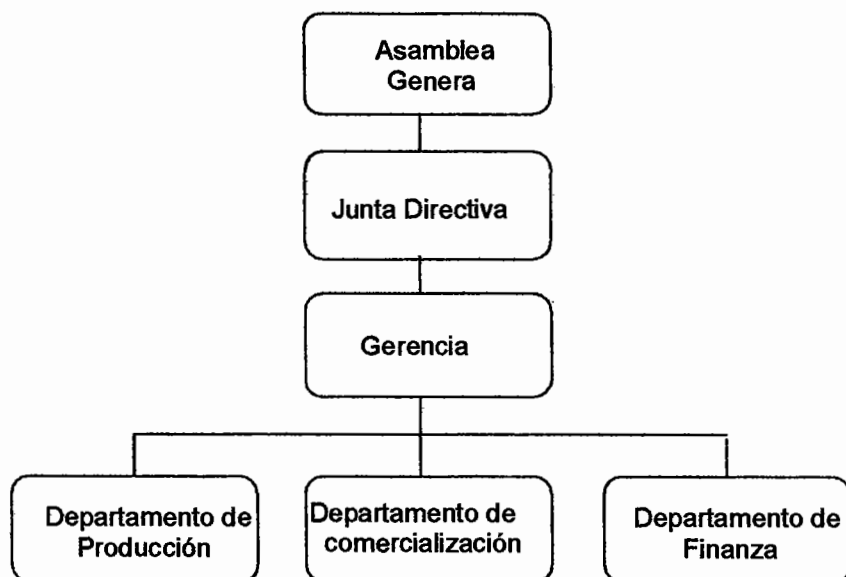 Asamblea
Genera
Junta Directiva
Gerencia
Departamento de
Producción
Departamento de
comercialización
Departamento de
Finanza